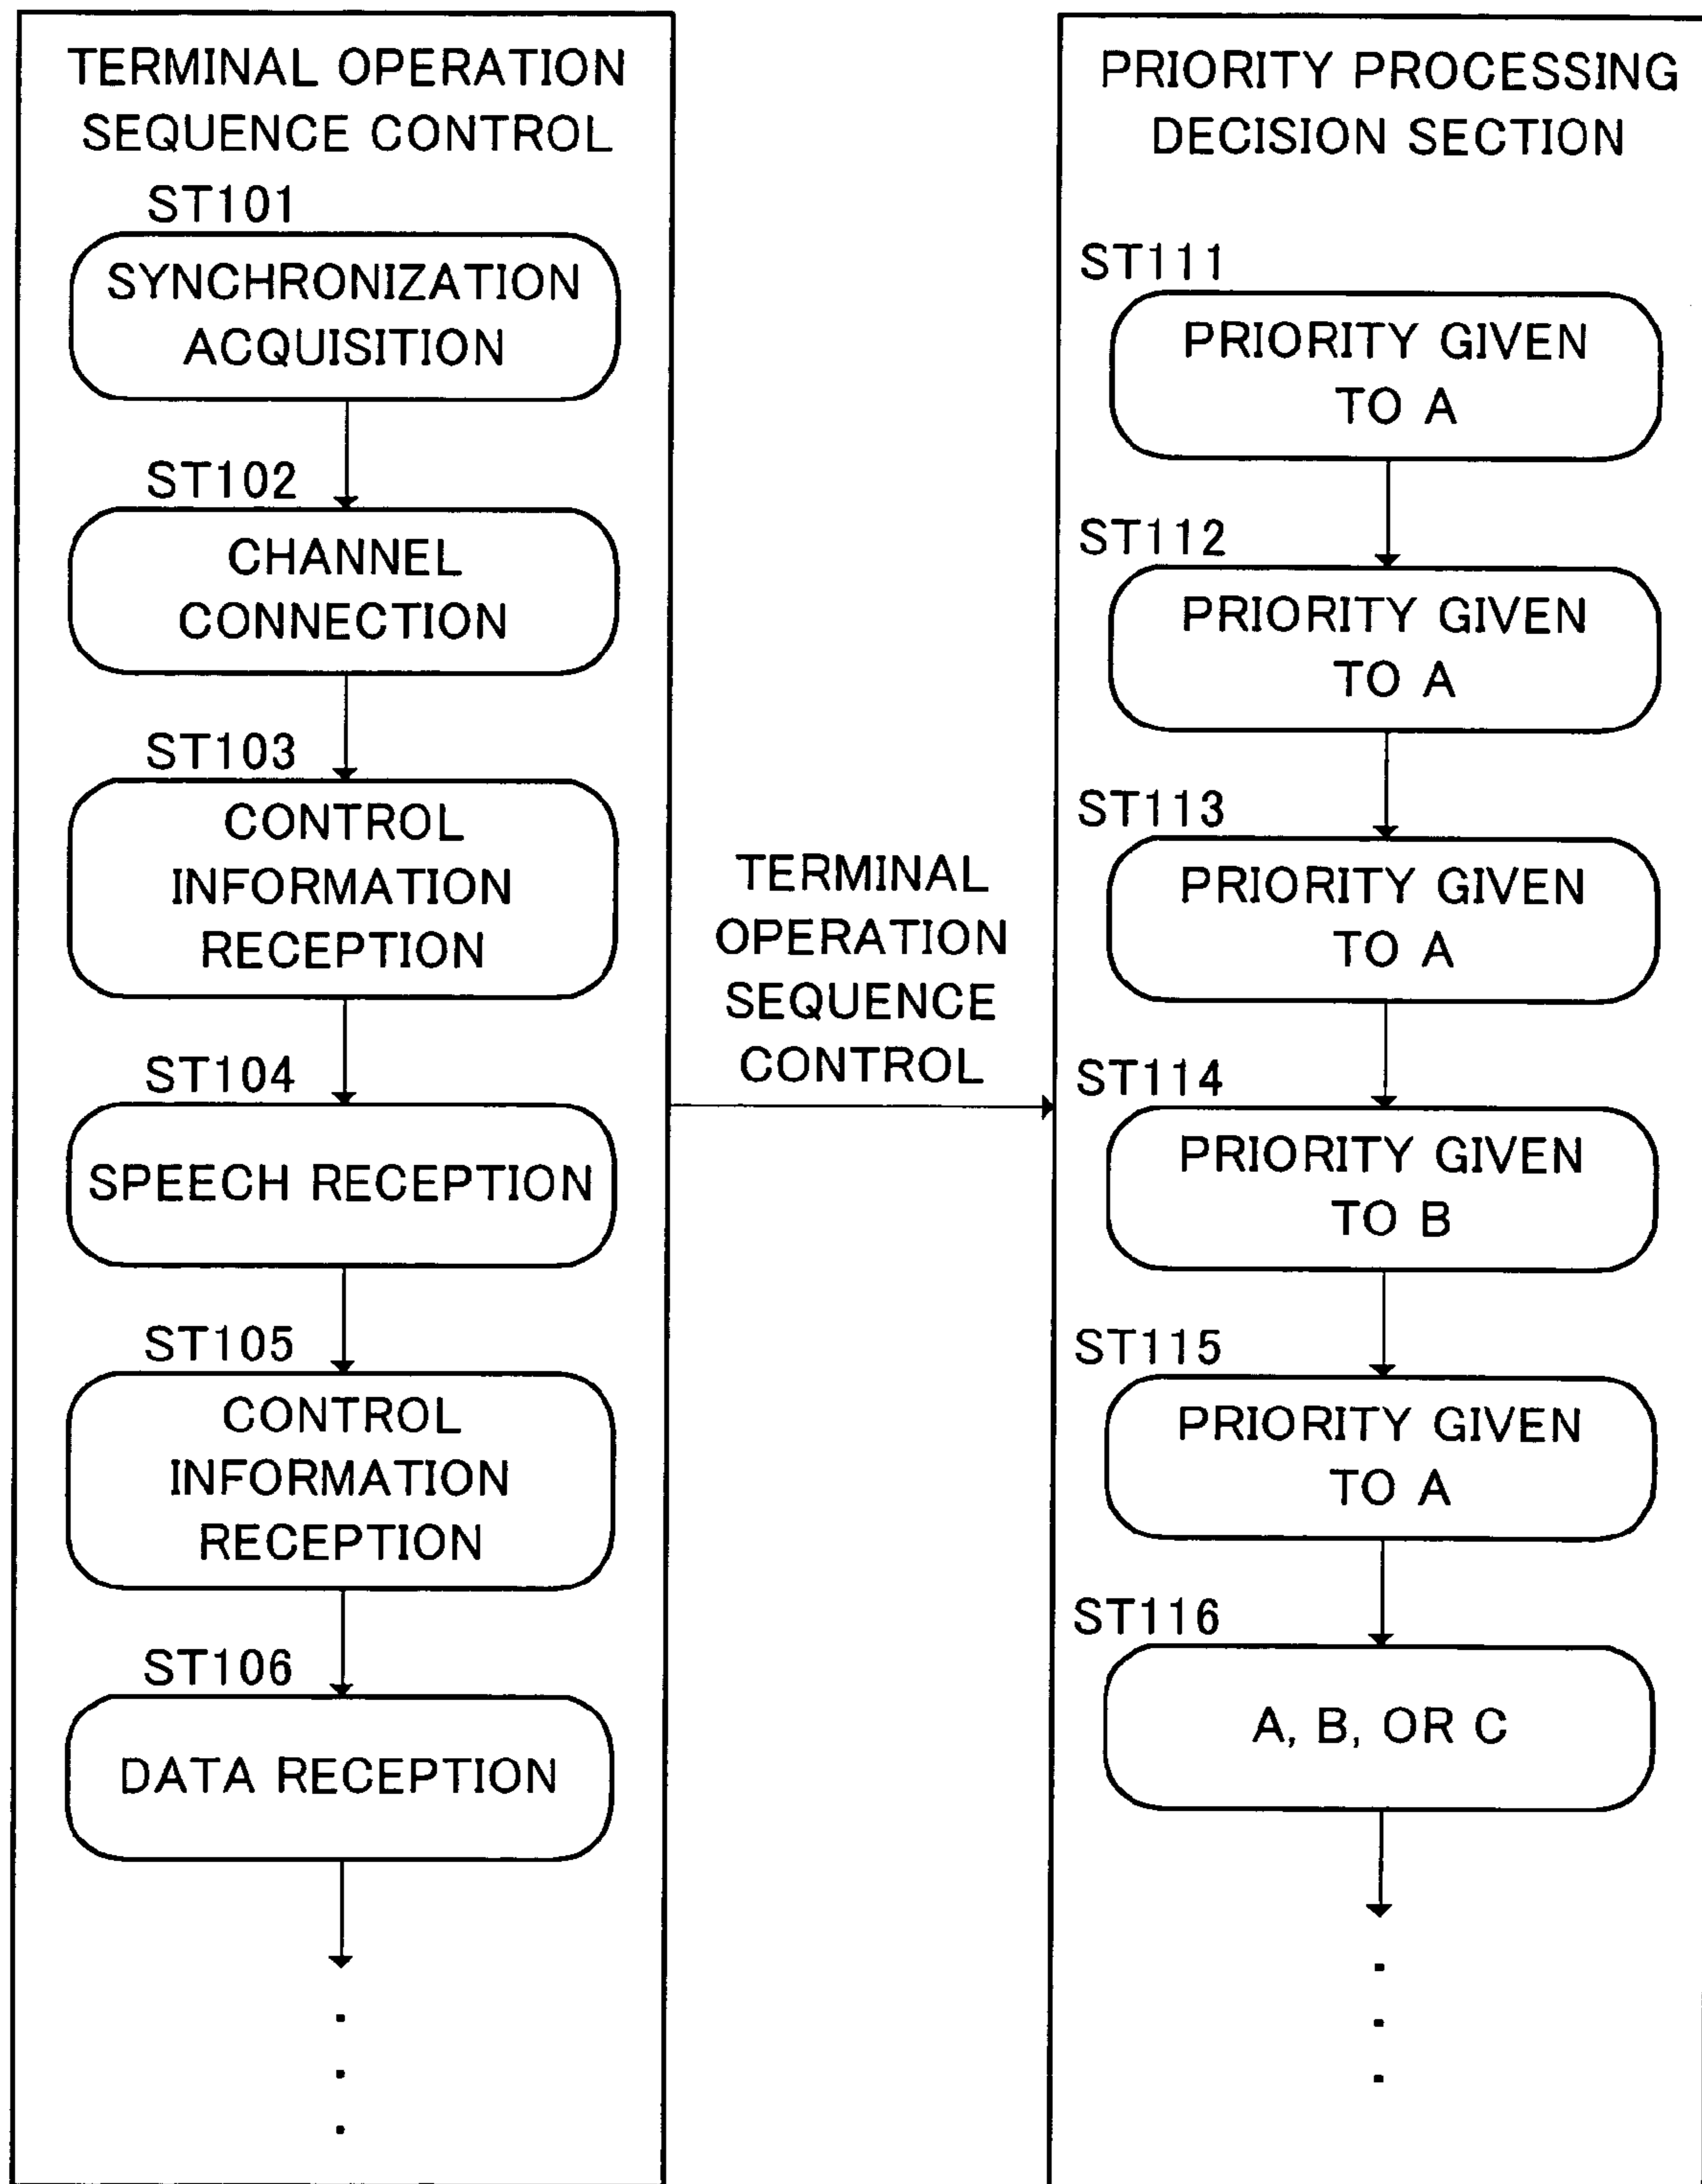 TERMINAL OPERATION
SEQUENCE CONTROL
ST101
SYNCHRONIZATION
ACQUISITION
ST102
CHANNEL
CONNECTION
ST103
CONTROL
INFORMATION
RECEPTION
ST104
SPEECH RECEPTION
ST105
CONTROL
INFORMATION
RECEPTION
ST106
DATA RECEPTION
TERMINAL
OPERATION
SEQUENCE
CONTROL
PRIORITY PROCESSING
DECISION SECTION
ST111
PRIORITY GIVEN
TO A
ST112
PRIORITY GIVEN
TO A
ST113
PRIORITY GIVEN
TO A
ST114
PRIORITY GIVEN
TO B
ST115
PRIORITY GIVEN
TO A
ST116
A, B, OR C